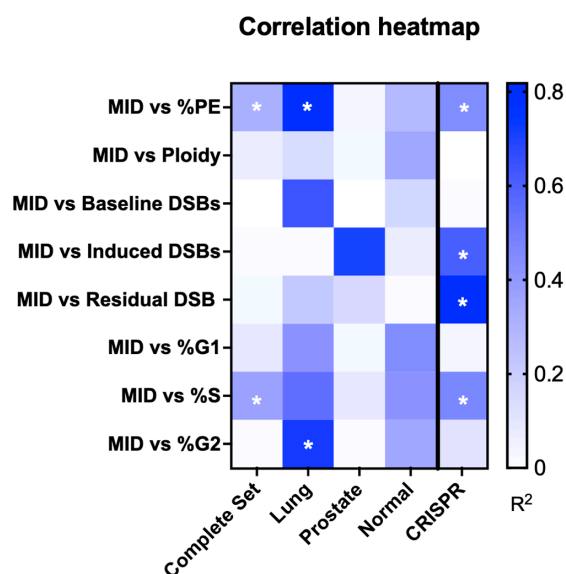 Correlation heatmap
MID vs %PE
MID vs Ploidy
MID vs Baseline DSBs
MID vs Induced DSBs
MID vs Residual DSB
MID vs %G1
MID vs %S
MID vs %G2
* * *
*
*
* *
*
Complete Set
Lung
Prostate
Normal
CRISPR
0.8
0.6
0.4
0.2
0
R²